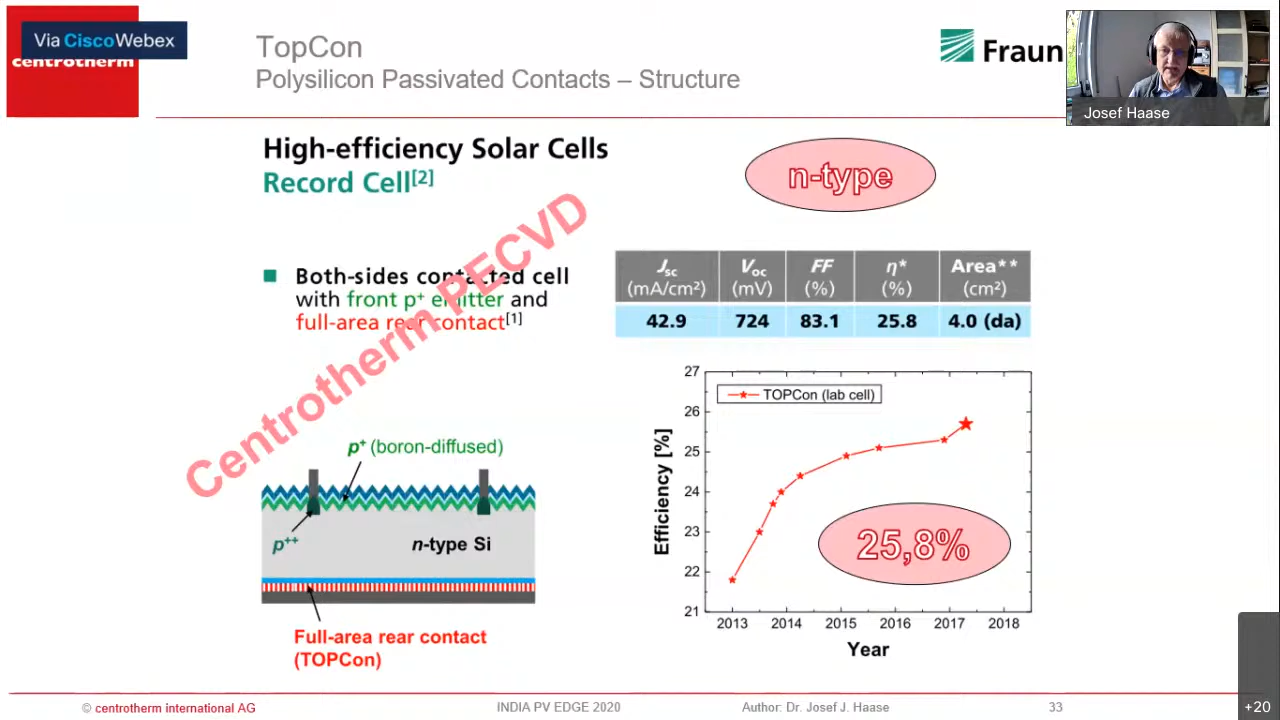 Via Cisco Webex
centrotherm
TopCon
Polysilicon Passivated Contacts – Structure
Fraun
Josef Haase
High-efficiency Solar Cells
Record Cell[2]
n-type
Both-sides contacted cell
with front p+ emitter and
full-area rear contact[1]
Centrotherm PECVD
Jsc Voc FF η* Area**
(mA/cm²) (mV) (%) (%) (cm²)
42.9 724 83.1 25.8 4.0 (da)
p+ (boron-diffused)
p++
n-type Si
Full-area rear contact
(TOPCon)
27
26
25
24
23
22
21
Efficiency [%]
TOPCon (lab cell)
25,8%
2013 2014 2015 2016 2017 2018
Year
© centrotherm international AG
INDIA PV EDGE 2020
Author: Dr. Josef J. Haase
33
+20